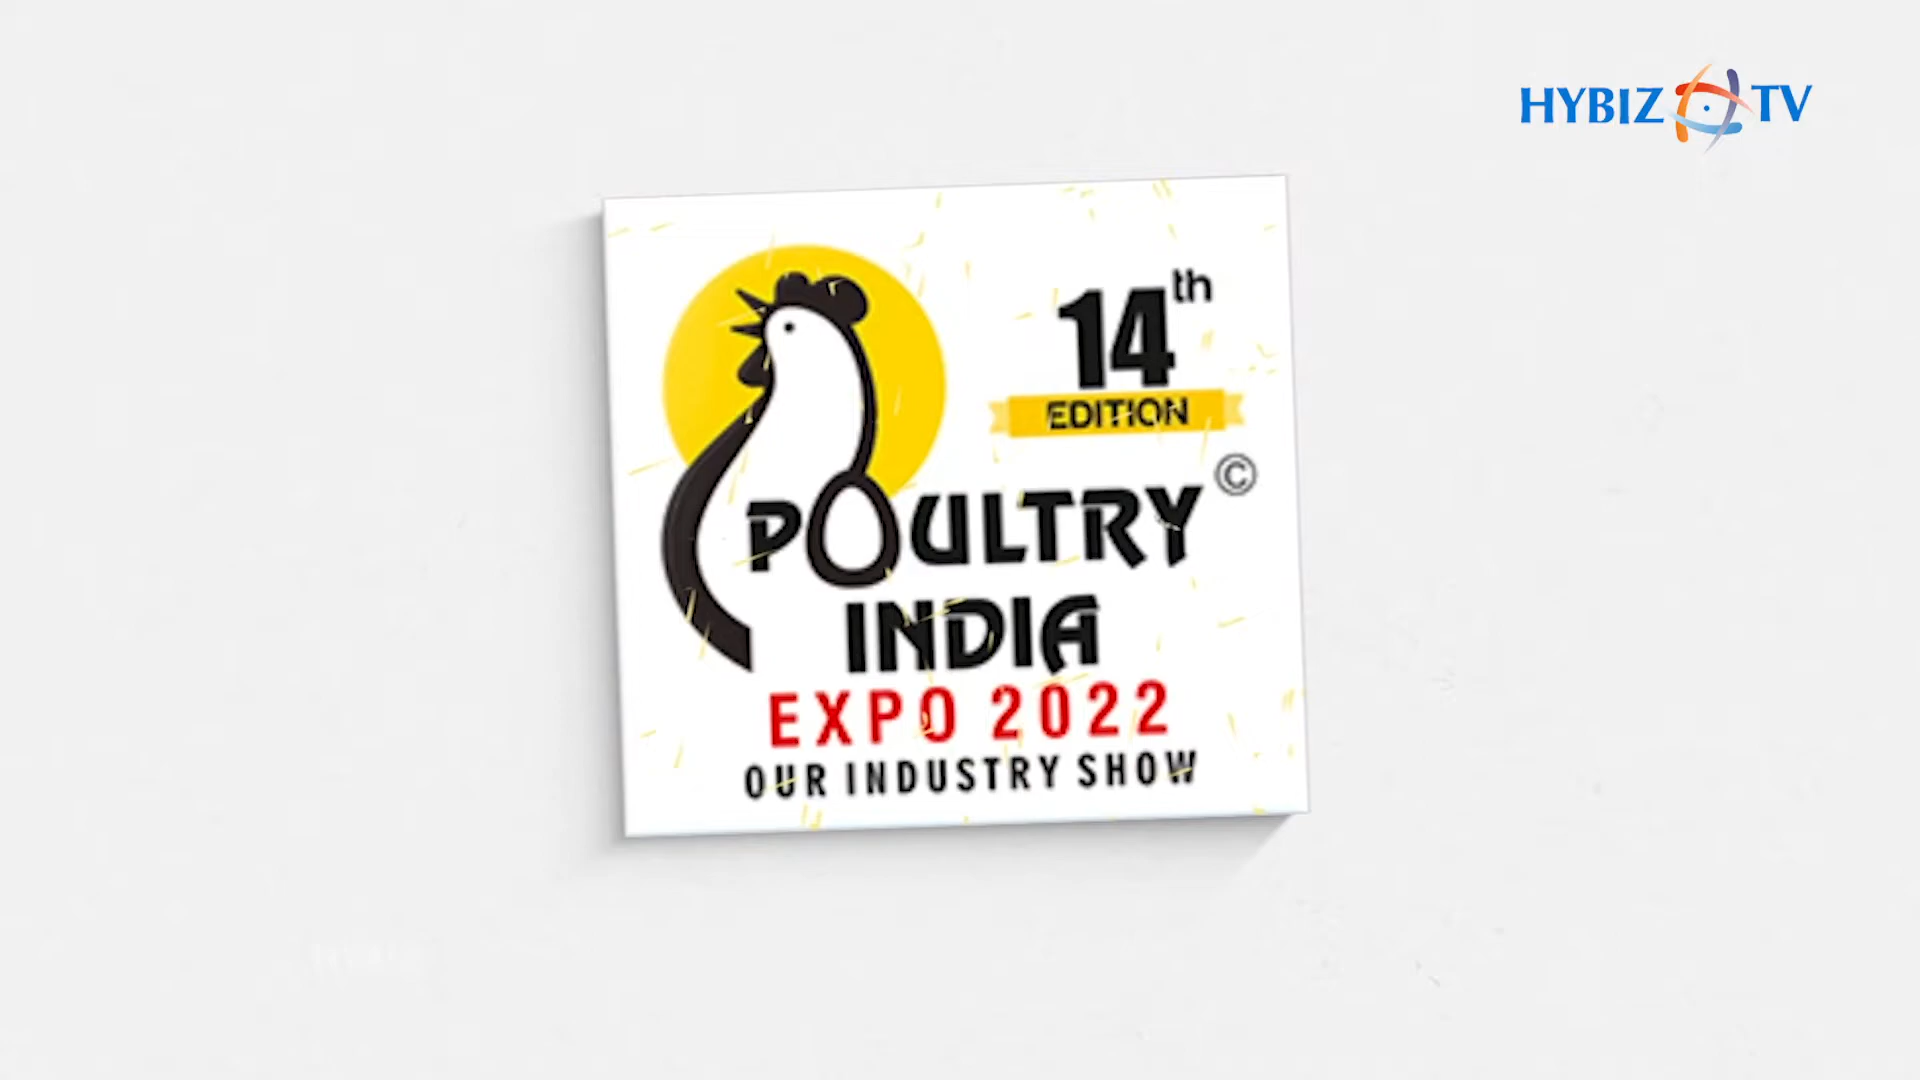 HYBIZ TV
14th
EDITION
POULTRY ©
INDIA
EXPO 2022
OUR INDUSTRY SHOW